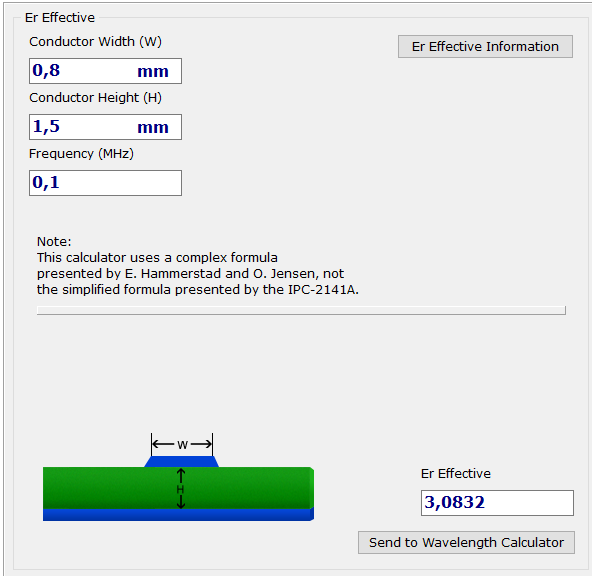 Er Effective
Conductor Width (W)
Er Effective Information
0,8 mm
Conductor Height (H)
1,5 mm
Frequency (MHz)
0,1
Note:
This calculator uses a complex formula
presented by E. Hammerstad and O. Jensen, not
the simplified formula presented by the IPC-2141A.
W
H
Er Effective
3,0832
Send to Wavelength Calculator